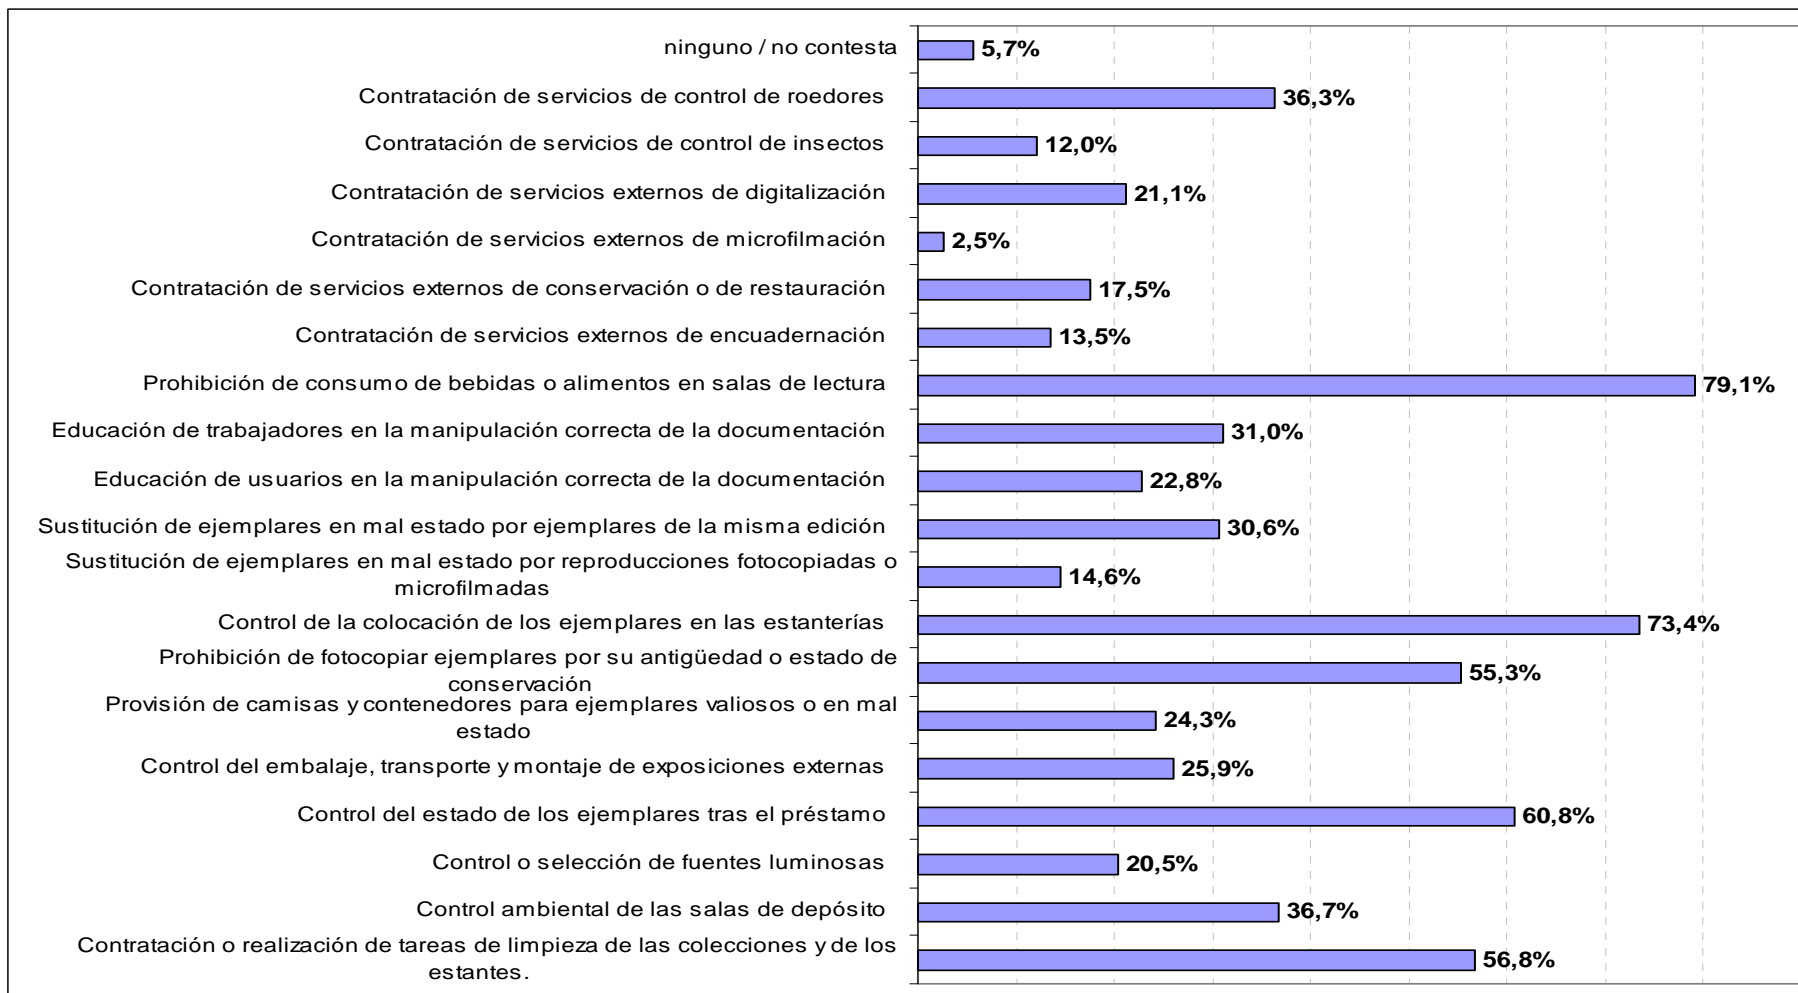 ninguno / no contesta
5,7%
Contratación de servicios de control de roedores
36,3%
Contratación de servicios de control de insectos
12,0%
Contratación de servicios externos de digitalización
21,1%
Contratación de servicios externos de microfilmación
2,5%
Contratación de servicios externos de conservación o de restauración
17,5%
Contratación de servicios externos de encuadernación
13,5%
Prohibición de consumo de bebidas o alimentos en salas de lectura
79,1%
Educación de trabajadores en la manipulación correcta de la documentación
31,0%
Educación de usuarios en la manipulación correcta de la documentación
22,8%
Sustitución de ejemplares en mal estado por ejemplares de la misma edición
30,6%
Sustitución de ejemplares en mal estado por reproducciones fotocopiadas o
microfilmadas
14,6%
Control de la colocación de los ejemplares en las estanterías
73,4%
Prohibición de fotocopiar ejemplares por su antigüedad o estado de
conservación
55,3%
Provisión de camisas y contenedores para ejemplares valiosos o en mal
estado
24,3%
Control del embalaje, transporte y montaje de exposiciones externas
25,9%
Control del estado de los ejemplares tras el préstamo
60,8%
Control o selección de fuentes luminosas
20,5%
Control ambiental de las salas de depósito
36,7%
Contratación o realización de tareas de limpieza de las colecciones y de los
estantes.
56,8%